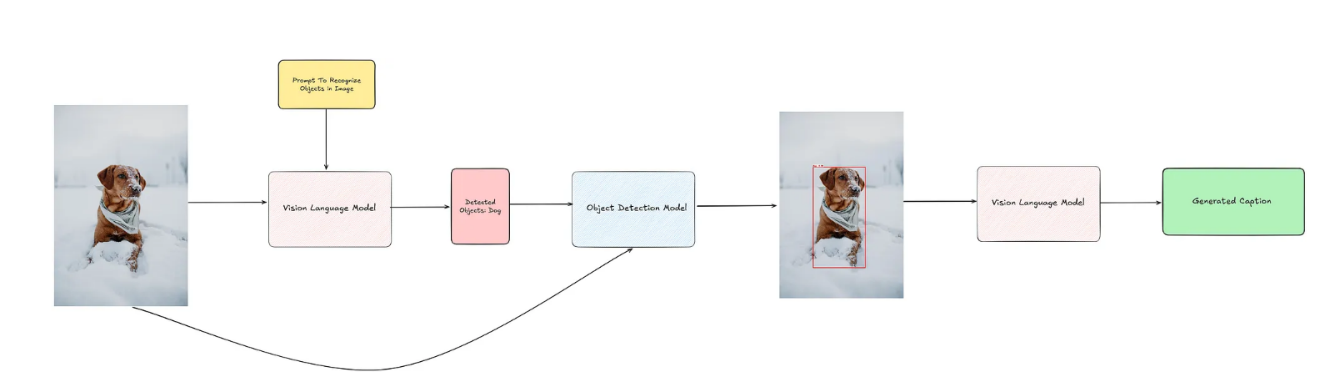 Prompt To Recognize
Objects in Image
Vision Language Model
Detected
Objects: Dog
Object Detection Model
Vision Language Model
Generated Caption